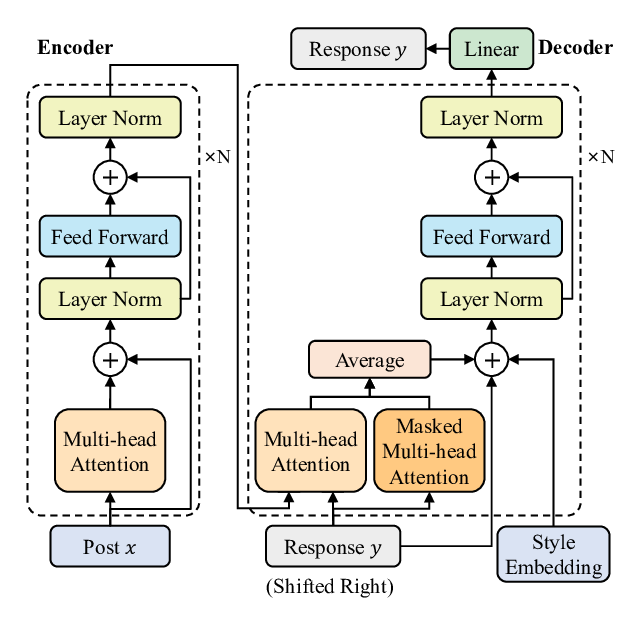 Encoder
Layer Norm
×N
+
Feed Forward
Layer Norm
+
Multi-head
Attention
Post x
Response y
Linear
Decoder
Layer Norm
×N
+
Feed Forward
Layer Norm
Average
+
Multi-head
Attention
Masked
Multi-head
Attention
Response y
(Shifted Right)
Style
Embedding